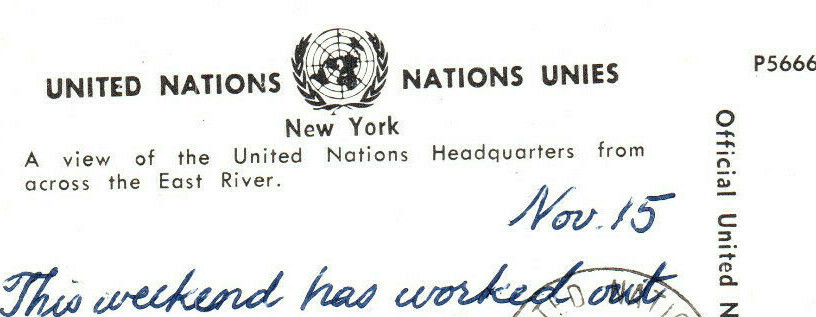 UNITED NATIONS NATIONS UNIES
New York
A view of the United Nations Headquarters from
across the East River.
Nov. 15
This weekend has worked out
P5666
Official United N